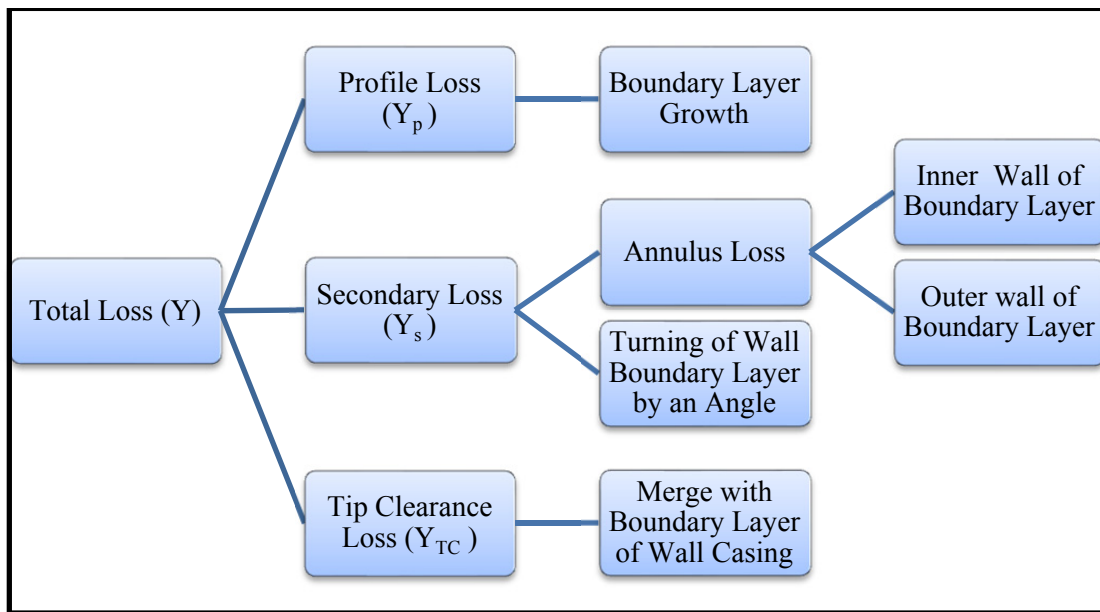 Total Loss (Y)
Profile Loss
(Yₚ )
Boundary Layer
Growth
Secondary Loss
(Yₛ )
Annulus Loss
Inner  Wall of
Boundary Layer
Outer wall of
Boundary Layer
Turning of Wall
Boundary Layer
by an Angle
Tip Clearance
Loss (Y_TC )
Merge with
Boundary Layer
of Wall Casing